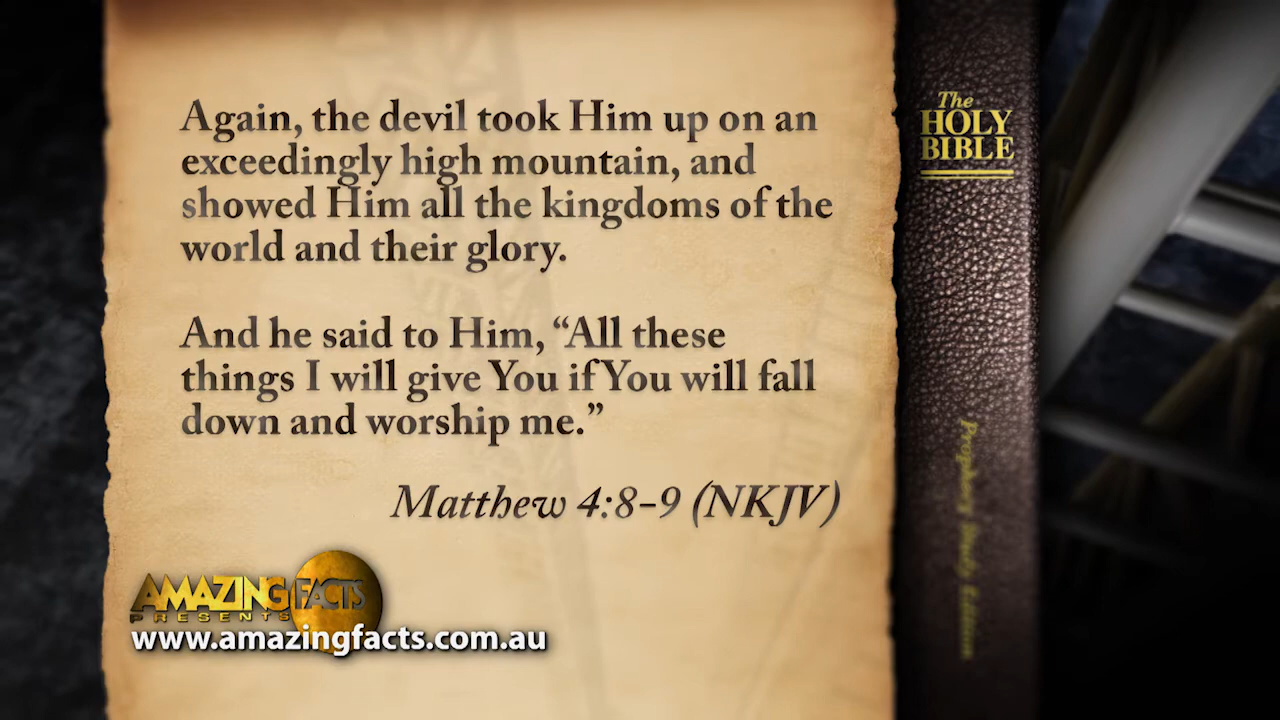 Again, the devil took Him up on an
exceedingly high mountain, and
showed Him all the kingdoms of the
world and their glory.
And he said to Him, “All these
things I will give You if You will fall
down and worship me.”
Matthew 4:8-9 (NKJV)
AMAZING FACTS
PRESENTS
www.amazingfacts.com.au
The
HOLY
BIBLE
Prophecy Study Edition